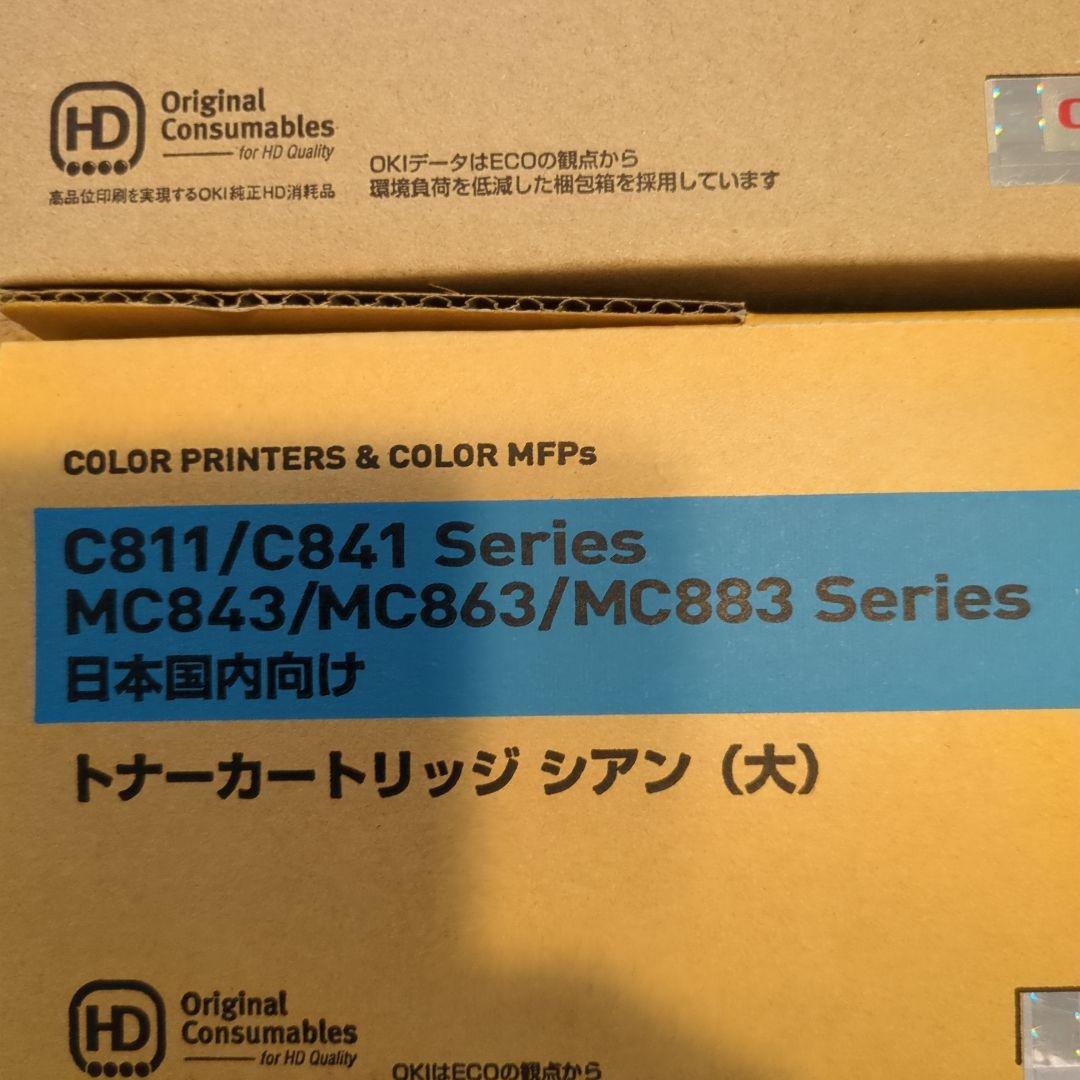 HD
Original
Consumables
for HD Quality
高品位印刷を実現するOKI純正HD消耗品
OKIデータはECOの観点から
環境負荷を低減した梱包箱を採用しています
COLOR PRINTERS & COLOR MFPs
C811/C841 Series
MC843/MC863/MC883 Series
日本国内向け
トナーカートリッジ シアン（大）
HD
Original
Consumables
for HD Quality
OKIはECOの観点から